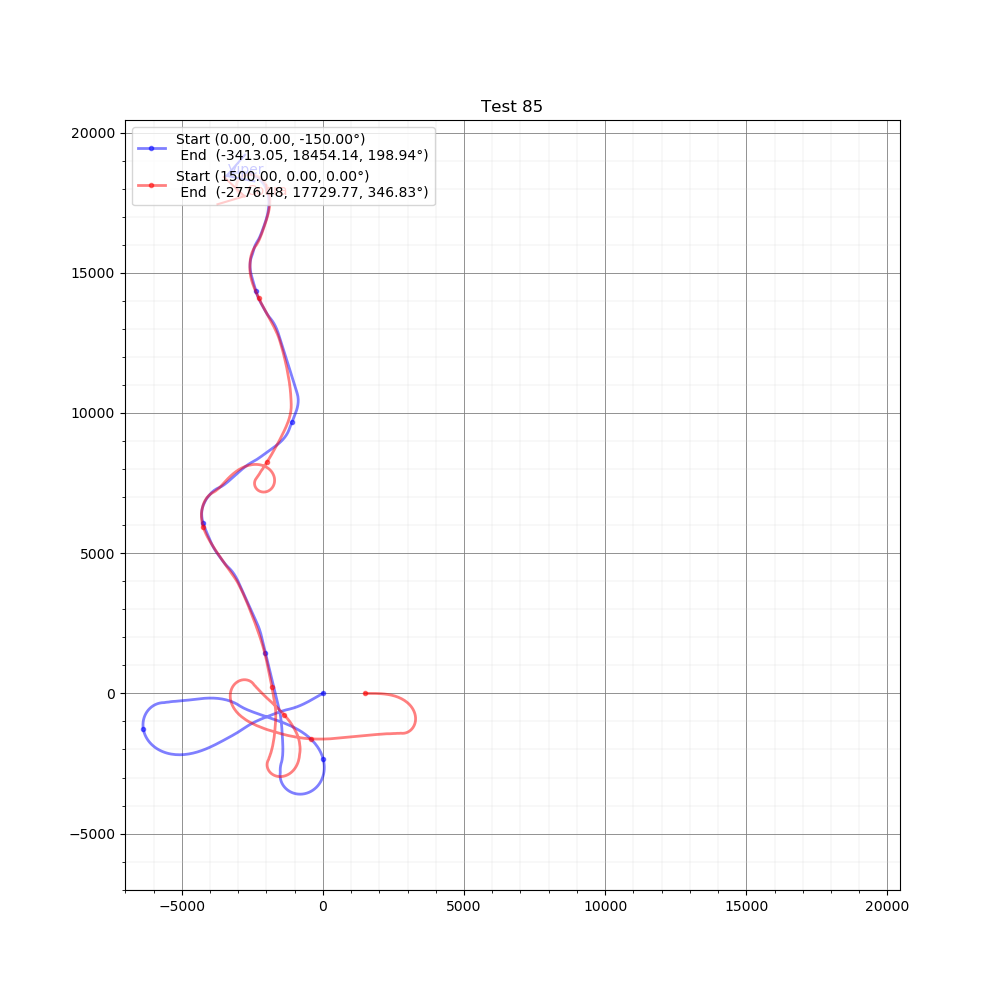 Test 85
20000
15000
10000
5000
0
−5000
−5000
0
5000
10000
15000
20000
Start (0.00, 0.00, -150.00°)
End (-3413.05, 18454.14, 198.94°)
Start (1500.00, 0.00, 0.00°)
End (-2776.48, 17729.77, 346.83°)
Viper